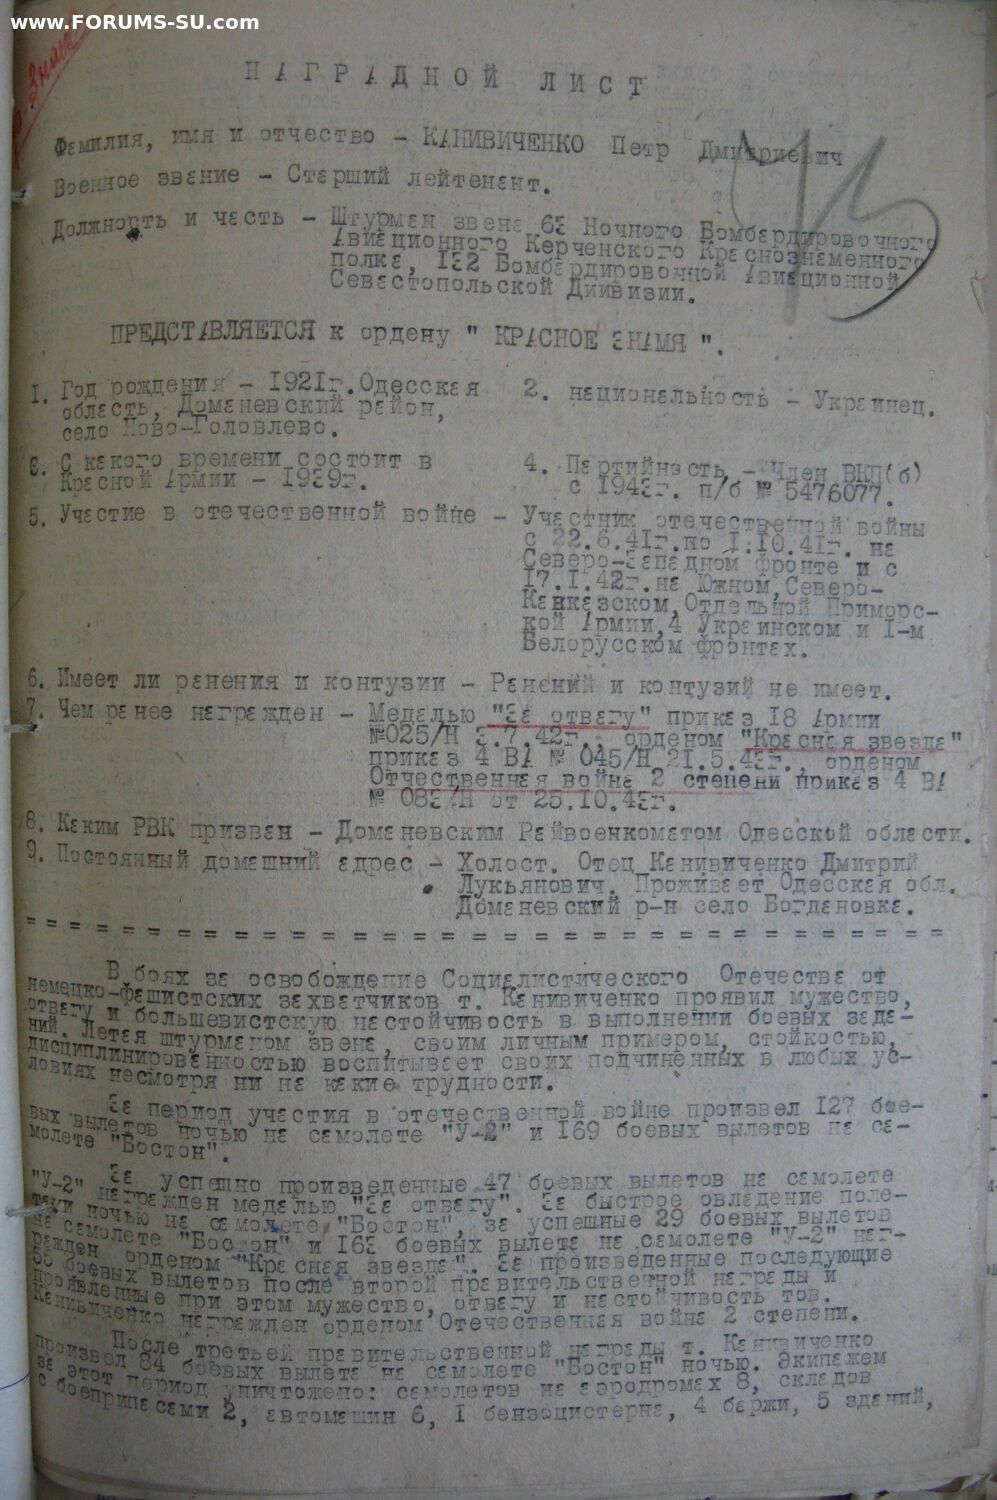 www.FORUMS-SU.com
Знамя
НАГРАДНОЙ ЛИСТ
Фамилия, имя и отчество - КАНИВИЧЕНКО Петр Дмитриевич
Военное звание - Старший лейтенант.
Должность и часть - Штурман звена 63 Ночного Бомбардировочного
Авиационного Керченского Краснознаменного
полка, 132 Бомбардировочной Авиационной
Севастопольской Диивизии.
ПРЕДСТАВЛЯЕТСЯ к ордену " КРАСНОЕ ЗНАМЯ ".
1. Год рождения - 1921г. Одесская
область, Доманевский район,
село Ново-Головлево.
2. национальность - Украинец.
3. С какого времени состоит в
Красной Армии - 1939г.
4. Партийность - Член ВКП(б)
с 1943г. п/б № 5476077.
5. Участие в отечественной войне - Участник отечественной войны
с 22.6.41г. по 1.10.41г. на
Северо-Западном фронте и с
17.1.42г. на Южном, Северо-
Кавказском, Отдельной Приморс-
кой Армии, 4 Украинском и 1-м
Белорусском фронтах.
6. Имеет ли ранения и контузии - Ранений и контузий не имеет.
7. Чем ранее награжден - Медалью "За отвагу" приказ 18 Армии
№025/Н 3.7.42г., орденом "Красная звезда"
приказ 4 ВА № 045/Н 21.5.43г., орденом
Отчественная война 2 степени приказ 4 ВА
№ 083/Н от 25.10.43г.
8. Каким РВК призван - Доманевским Райвоенкоматом Одесской области.
9. Постоянный домашний адрес - Холост. Отец Канивиченко Дмитрий
Лукьянович. Проживает Одесская обл.
Доманевский р-н село Богдановка.
= = = = = = = = = = = = = = = = = = = = = = = = = = = = = = = = = =
В боях за освобождение Социалистического Отечества от
немецко-фашистских захватчиков т. Канивиченко проявил мужество,
отвагу и большевистскую настойчивость в выполнении боевых зада-
ний. Летая штурманом звена, своим личным примером, стойкостью,
дисциплинированностью воспитывает своих подчиненных в любых ус-
ловиях несмотря ни на какие трудности.
За период участия в отечественной войне произвел 127 бое-
вых вылетов ночью на самолете "У-2" и 169 боевых вылетов на са-
молете "Бостон".
За успешно произведенные 47 боевых вылетов на самолете
"У-2" награжден медалью "За отвагу". За быстрое овладение поле-
тами ночью на самолете "Бостон", за успешные 29 боевых вылетов
на самолете "Бостон" и 163 боевых вылета на самолете "У-2" наг-
ражден орденом "Красная звезда". За произведенные последующие
56 боевых вылетов после второй правительственной награды и
проявленные при этом мужество, отвагу и настойчивость тов.
Канивиченко награжден орденом Отечественная война 2 степени.
После третьей правительственной награды т. Канивиченко
произвел 84 боевых вылета на самолете "Бостон" ночью. Экипажем
за этот период уничтожено: самолетов на аэродромах 8, складов
с боеприпасами 2, автомашин 6, 1 бензоцистерна, 4 баржи, 5 зданий,